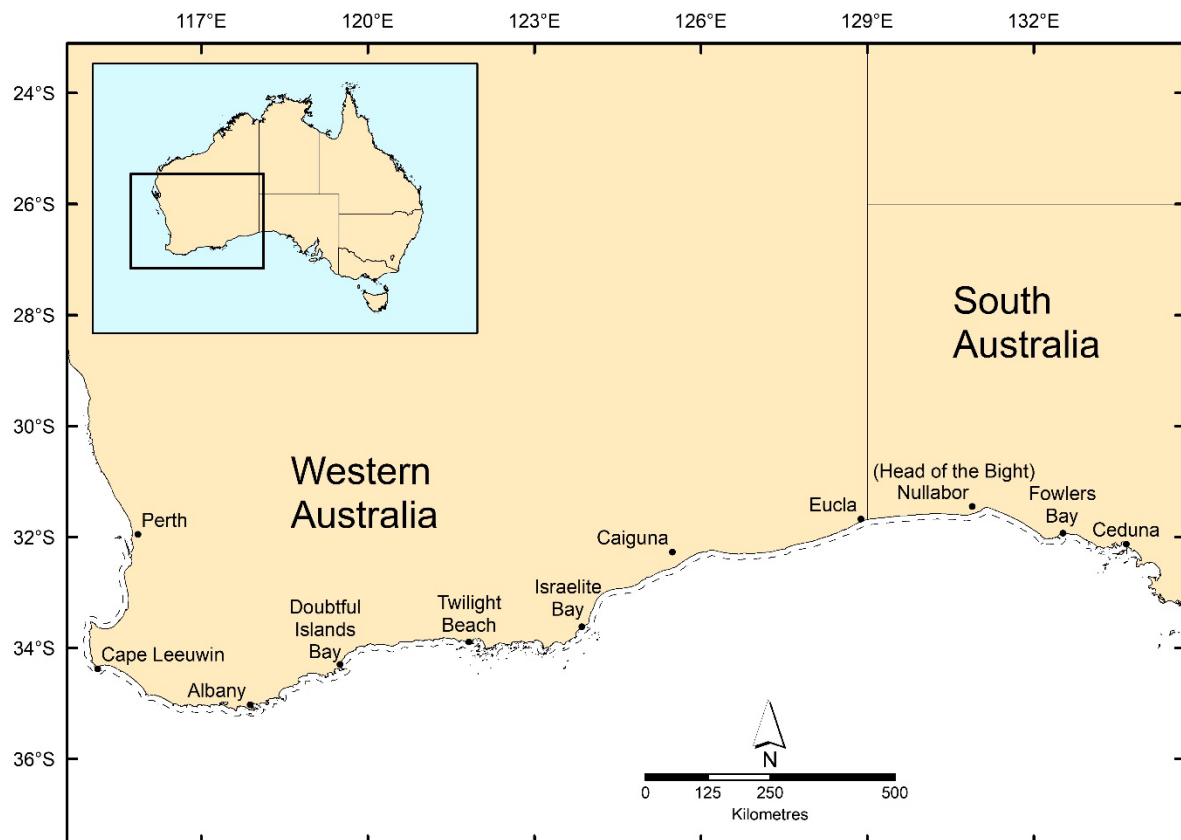 117°E
120°E
123°E
126°E
129°E
132°E
24°S
26°S
28°S
30°S
32°S
34°S
36°S
South
Australia
Western
Australia
(Head of the Bight)
Nullabor
Fowlers
Bay
Eucla
Ceduna
Perth
Caiguna
Israelite
Bay
Twilight
Beach
Doubtful
Islands
Bay
Cape Leeuwin
Albany
N
0
125
250
500
Kilometres